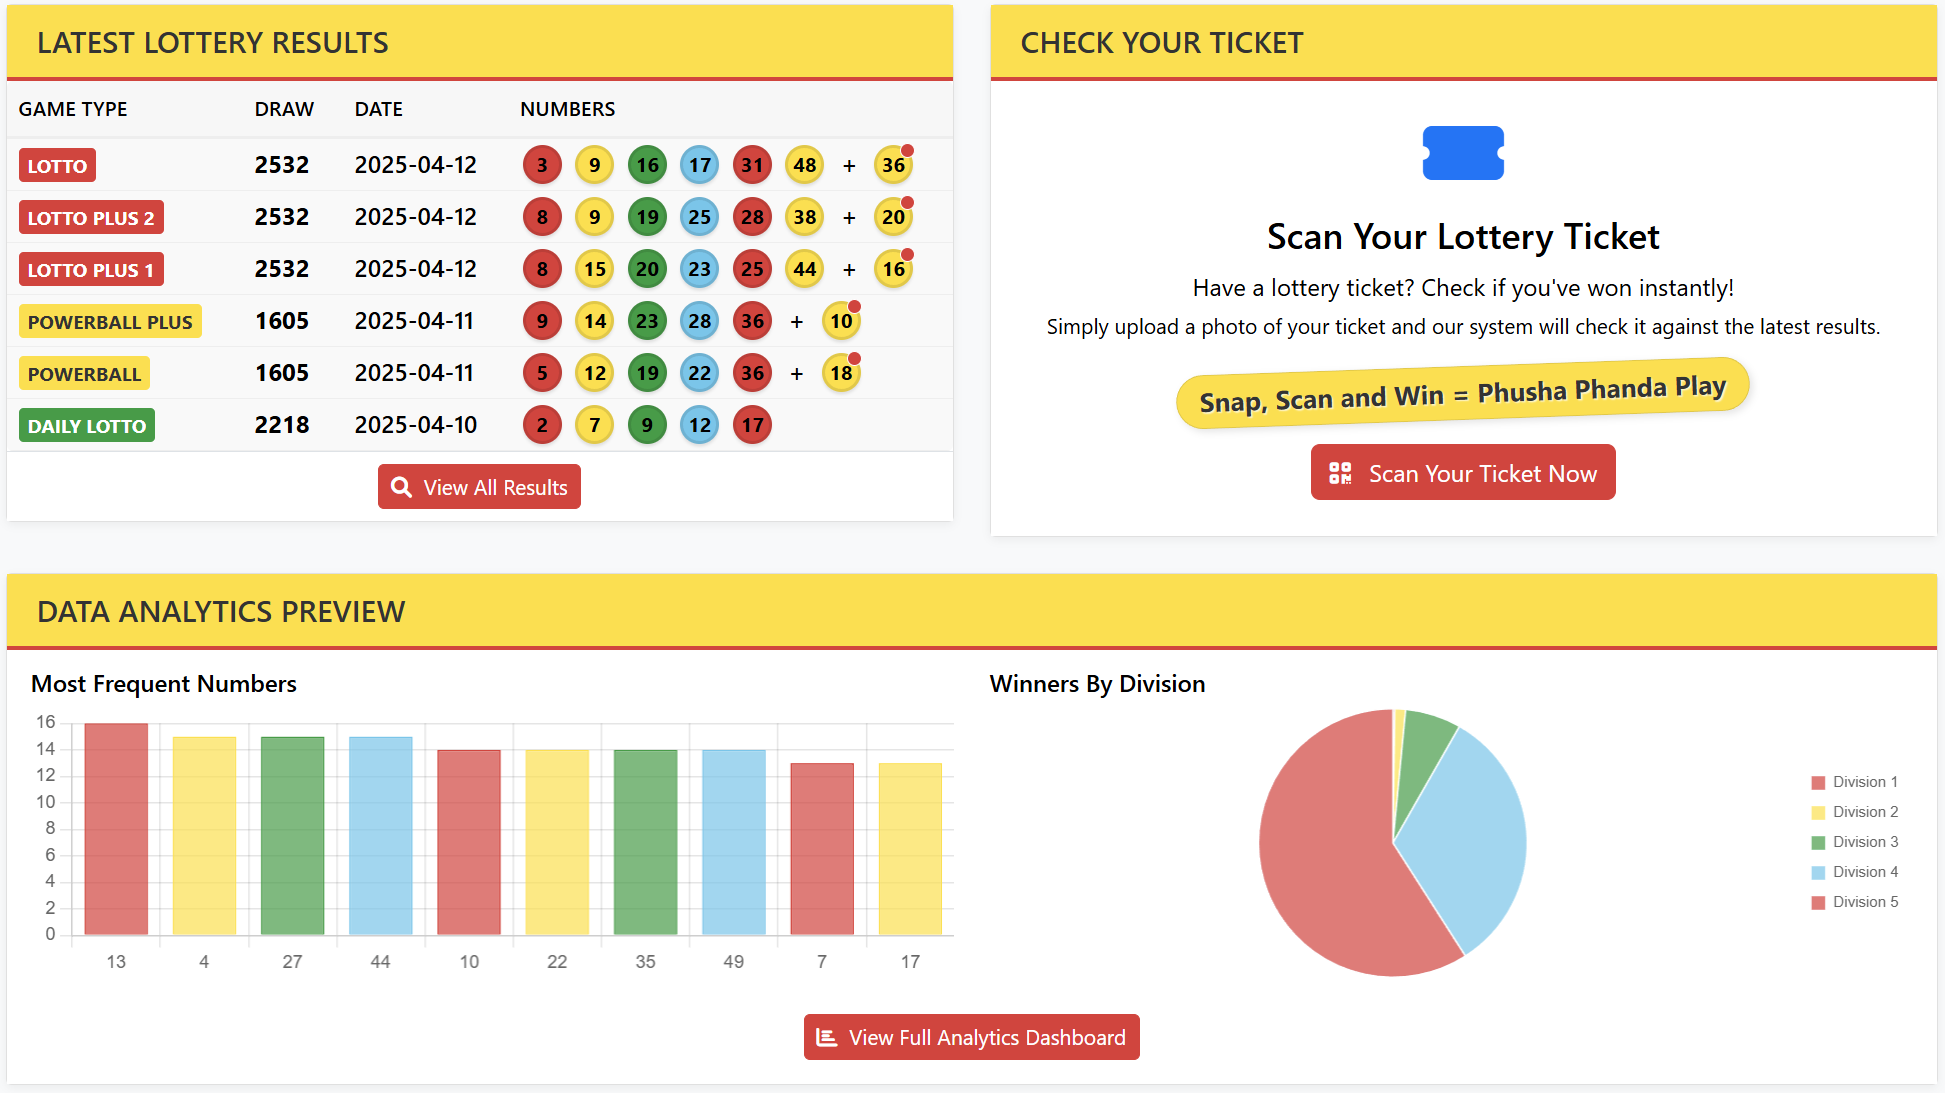 LATEST LOTTERY RESULTS
GAME TYPE DRAW DATE NUMBERS
LOTTO 2532 2025-04-12 3 9 16 17 31 48 + 36
LOTTO PLUS 2 2532 2025-04-12 8 9 19 25 28 38 + 20
LOTTO PLUS 1 2532 2025-04-12 8 15 20 23 25 44 + 16
POWERBALL PLUS 1605 2025-04-11 9 14 23 28 36 + 10
POWERBALL 1605 2025-04-11 5 12 19 22 36 + 18
DAILY LOTTO 2218 2025-04-10 2 7 9 12 17
View All Results
CHECK YOUR TICKET
Scan Your Lottery Ticket
Have a lottery ticket? Check if you've won instantly!
Simply upload a photo of your ticket and our system will check it against the latest results.
Snap, Scan and Win = Phusha Phanda Play
Scan Your Ticket Now
DATA ANALYTICS PREVIEW
Most Frequent Numbers
16
14
12
10
8
6
4
2
0
13 4 27 44 10 22 35 49 7 17
Winners By Division
Division 1
Division 2
Division 3
Division 4
Division 5
View Full Analytics Dashboard